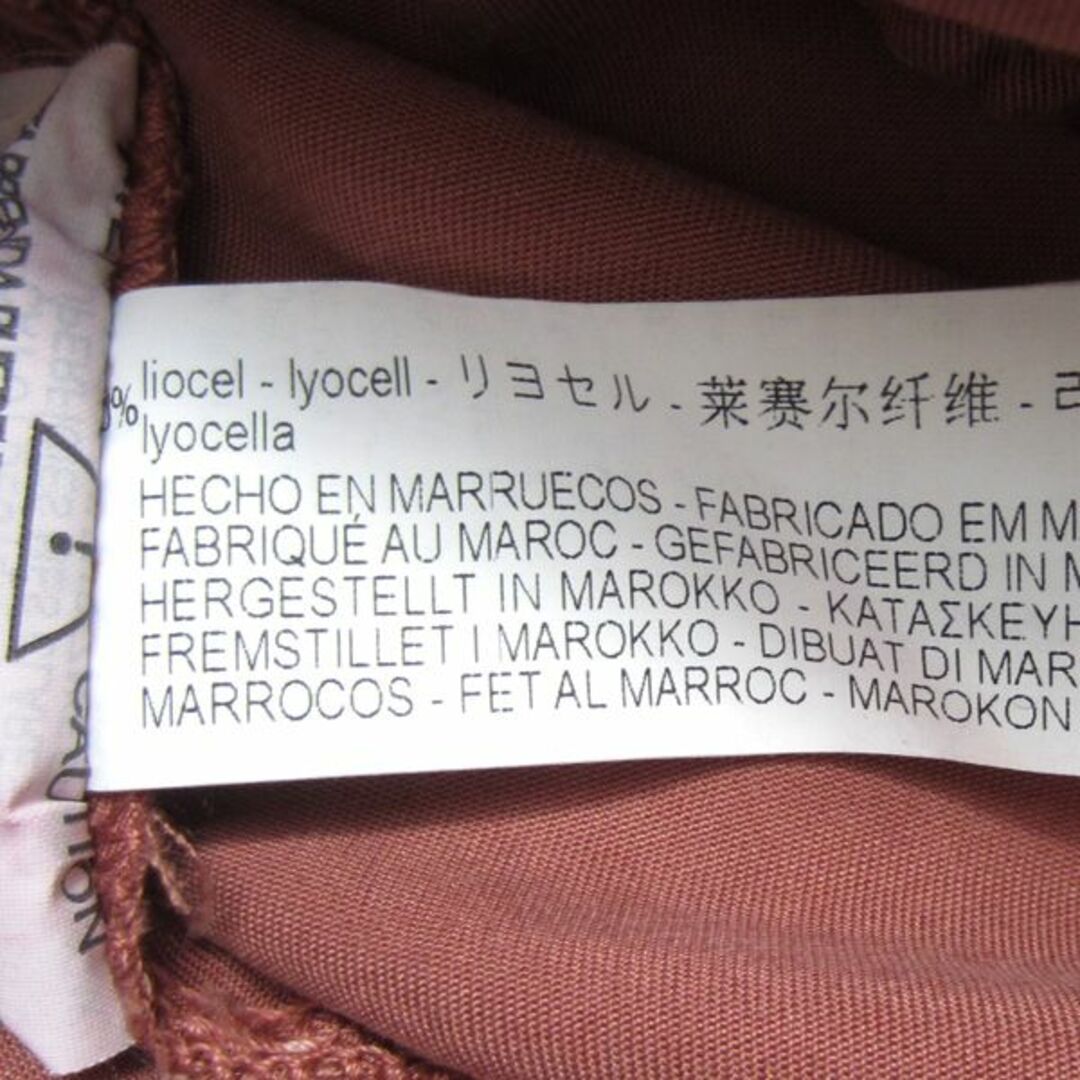 liocel - lyocell - リヨセル - 莱赛尔纤维 -
lyocella
HECHO EN MARRUECOS - FABRICADO EM
FABRIQUÉ AU MAROC - GEFABRICEERD IN
HERGESTELLT IN MAROKKO -
FREMSTILLET I MAROKKO - DIBUAT DI
MARROCOS - FET AL MARROC - MAROKON
CAUTION